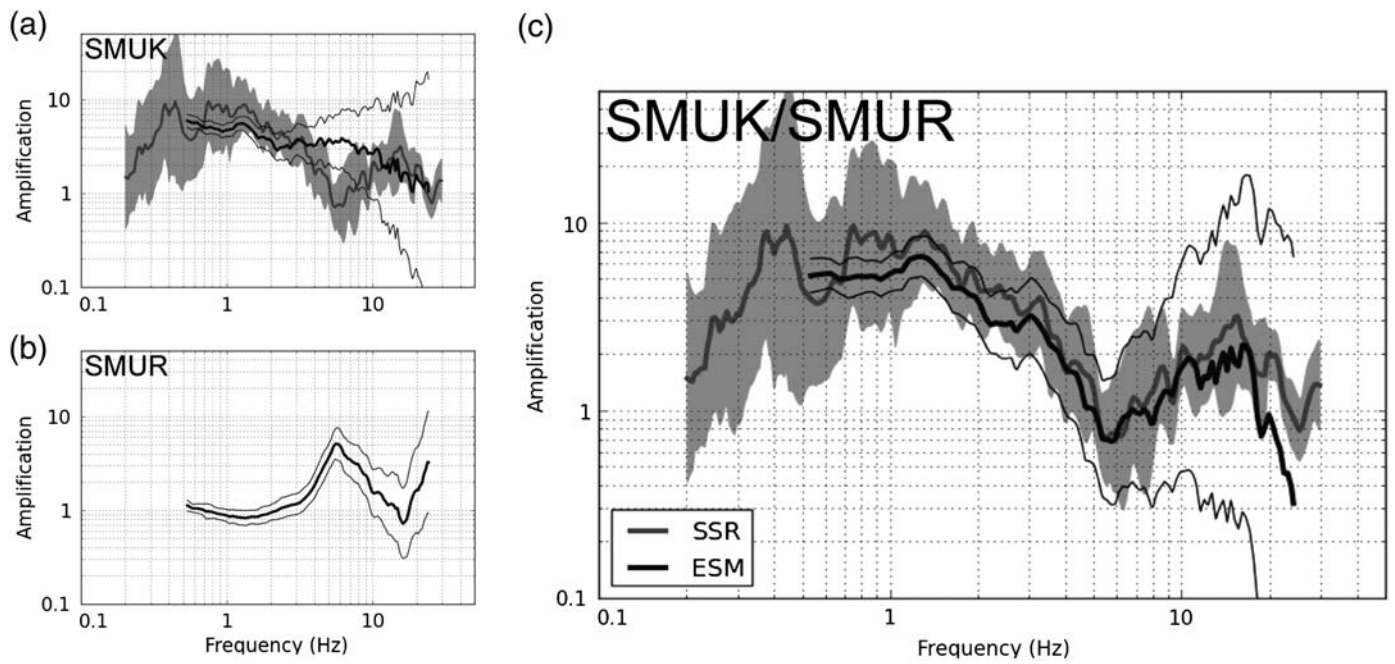 (a)
SMUK
10
1
0.1
0.1
1
10
Amplification
(b)
SMUR
10
1
0.1
0.1
1
10
Amplification
Frequency (Hz)
(c)
SMUK/SMUR
10
1
0.1
0.1
1
10
Amplification
Frequency (Hz)
SSR
ESM